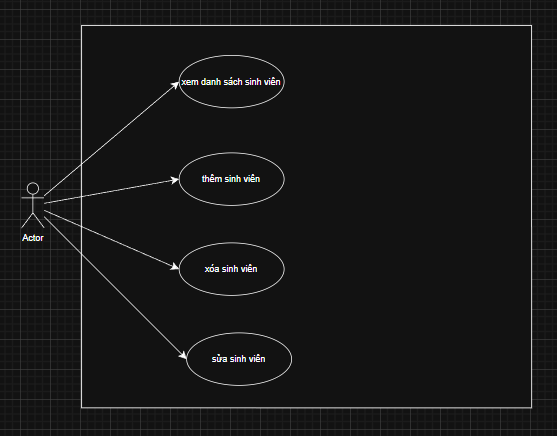 xem danh sách sinh viên
thêm sinh viên
Actor
xóa sinh viên
sửa sinh viên